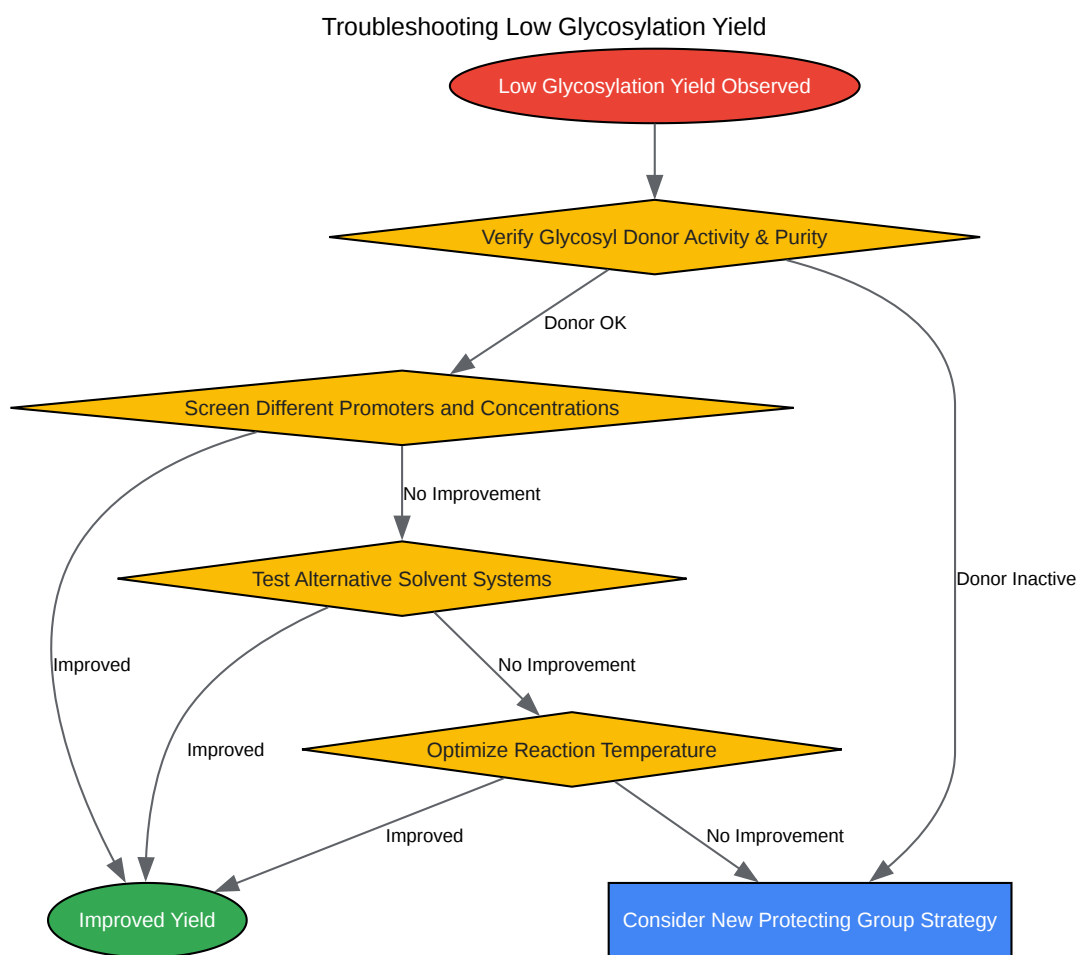 Troubleshooting Low Glycosylation Yield
Low Glycosylation Yield Observed
Verify Glycosyl Donor Activity & Purity
Donor OK
Screen Different Promoters and Concentrations
No Improvement
Test Alternative Solvent Systems
Donor Inactive
Improved
No Improvement
Improved
Optimize Reaction Temperature
Improved
No Improvement
Improved Yield
Consider New Protecting Group Strategy